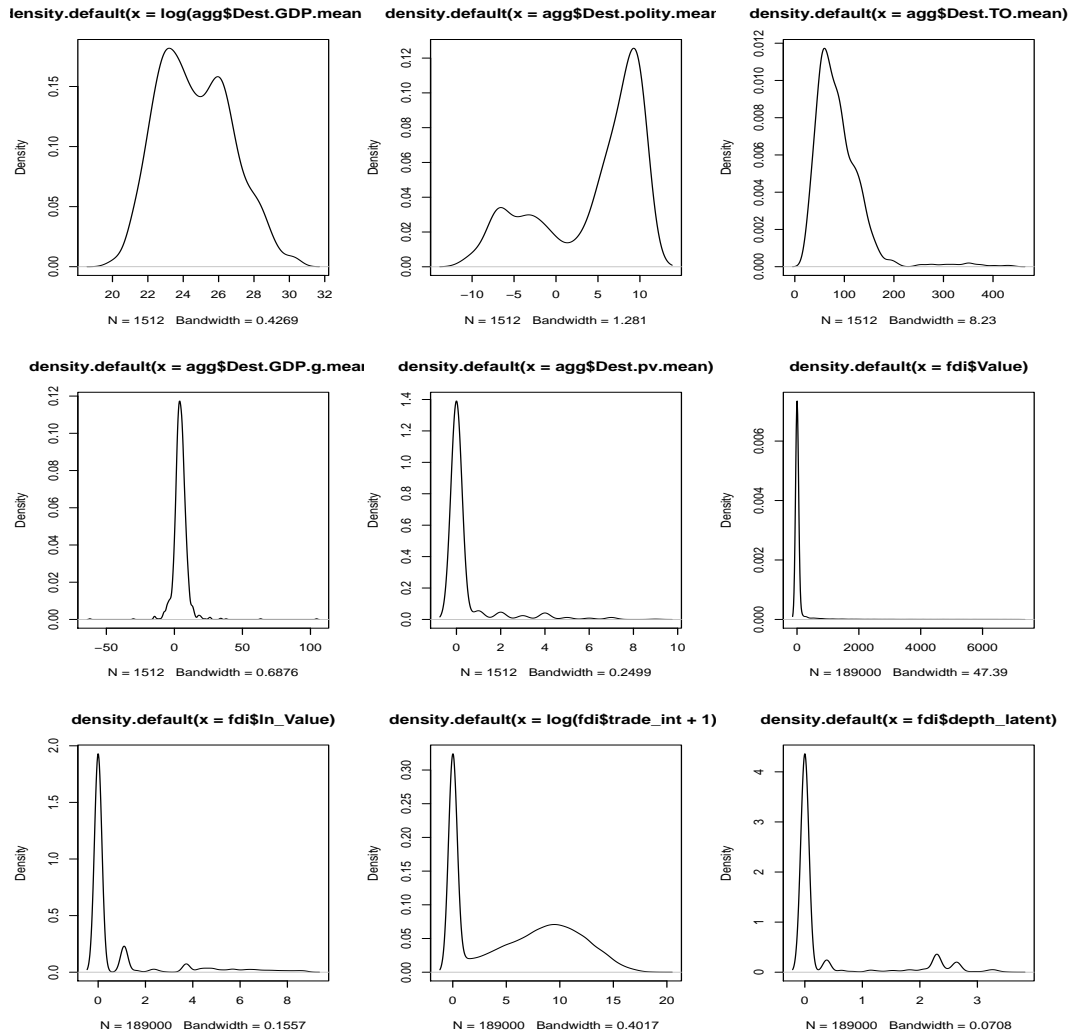 lensity.default(x = log(agg$Dest.GDP.mean
density.default(x = agg$Dest.polity.mear
density.default(x = agg$Dest.TO.mean)
Density
0.00 0.05 0.10 0.15
20 22 24 26 28 30 32
N = 1512 Bandwidth = 0.4269
Density
0.00 0.02 0.04 0.06 0.08 0.10 0.12
−10 −5 0 5 10
N = 1512 Bandwidth = 1.281
Density
0.000 0.002 0.004 0.006 0.008 0.010 0.012
0 100 200 300 400
N = 1512 Bandwidth = 8.23
density.default(x = agg$Dest.GDP.g.mear
density.default(x = agg$Dest.pv.mean)
density.default(x = fdi$Value)
Density
0.00 0.02 0.04 0.06 0.08 0.10 0.12
−50 0 50 100
N = 1512 Bandwidth = 0.6876
Density
0.0 0.2 0.4 0.6 0.8 1.0 1.2 1.4
0 2 4 6 8 10
N = 1512 Bandwidth = 0.2499
Density
0.000 0.002 0.004 0.006
0 2000 4000 6000
N = 189000 Bandwidth = 47.39
density.default(x = fdi$ln_Value)
density.default(x = log(fdi$trade_int + 1)
density.default(x = fdi$depth_latent)
Density
0.0 0.5 1.0 1.5 2.0
0 2 4 6 8
N = 189000 Bandwidth = 0.1557
Density
0.00 0.05 0.10 0.15 0.20 0.25 0.30
0 5 10 15 20
N = 189000 Bandwidth = 0.4017
Density
0 1 2 3 4
0 1 2 3
N = 189000 Bandwidth = 0.0708